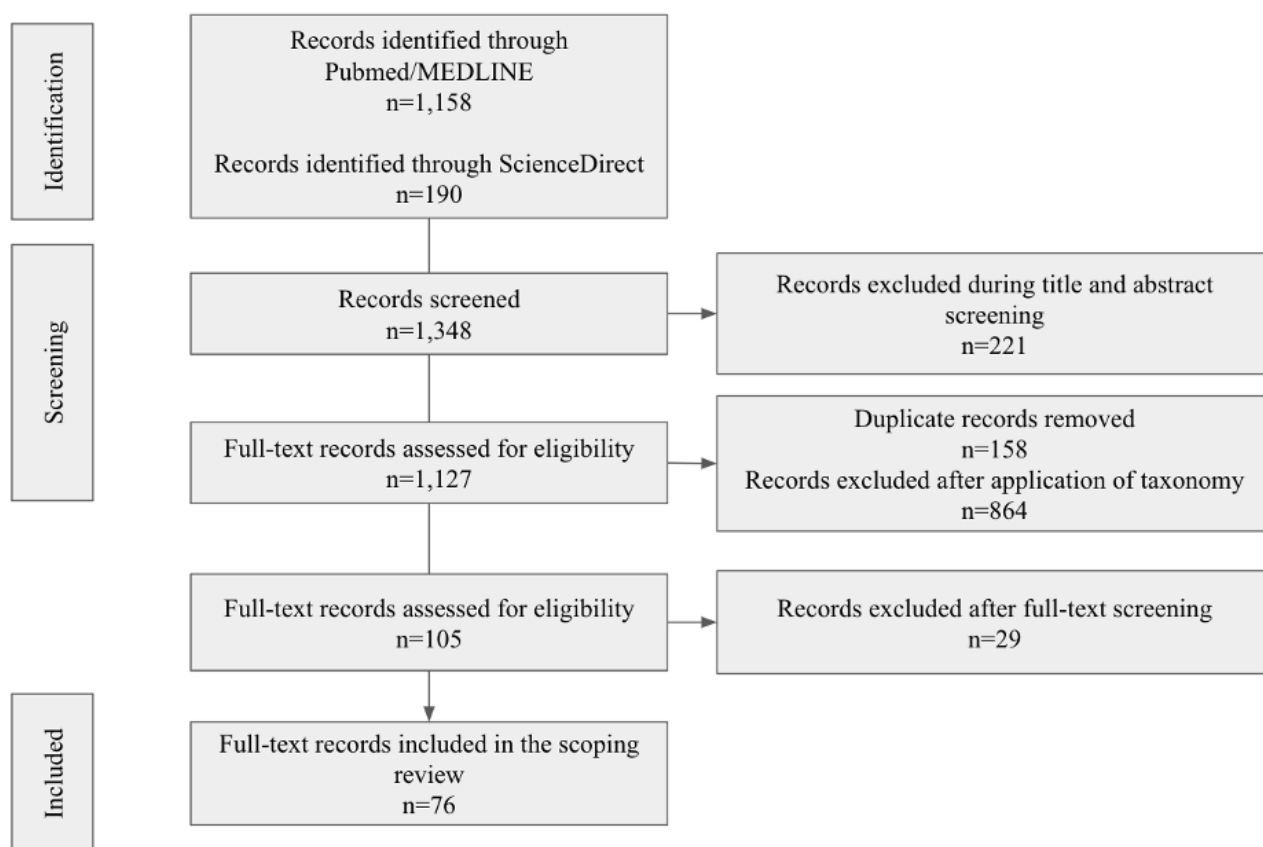 Identification
Records identified through
Pubmed/MEDLINE
n=1,158
Records identified through ScienceDirect
n=190
Screening
Records screened
n=1,348
Records excluded during title and abstract
screening
n=221
Full-text records assessed for eligibility
n=1,127
Duplicate records removed
n=158
Records excluded after application of taxonomy
n=864
Full-text records assessed for eligibility
n=105
Records excluded after full-text screening
n=29
Included
Full-text records included in the scoping
review
n=76